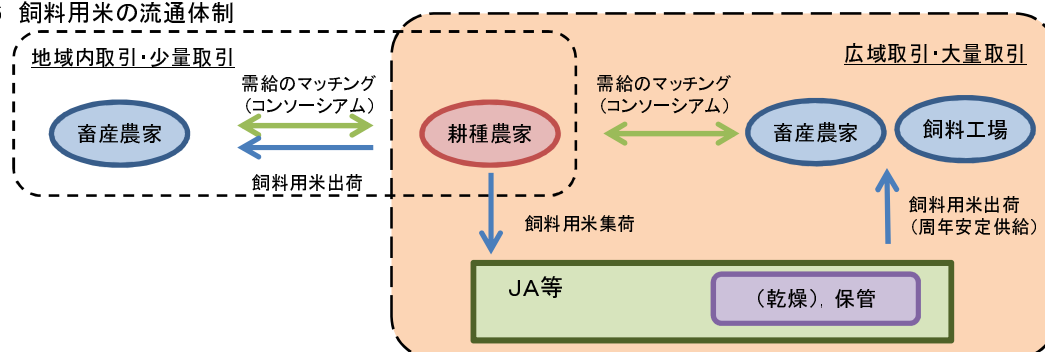 飼料用米の流通体制
地域内取引・少量取引
広域取引・大量取引
需給のマッチング
(コンソーシアム)
需給のマッチング
(コンソーシアム)
畜産農家
耕種農家
畜産農家
飼料工場
飼料用米出荷
飼料用米集荷
飼料用米出荷
(周年安定供給)
JA等
(乾燥),保管